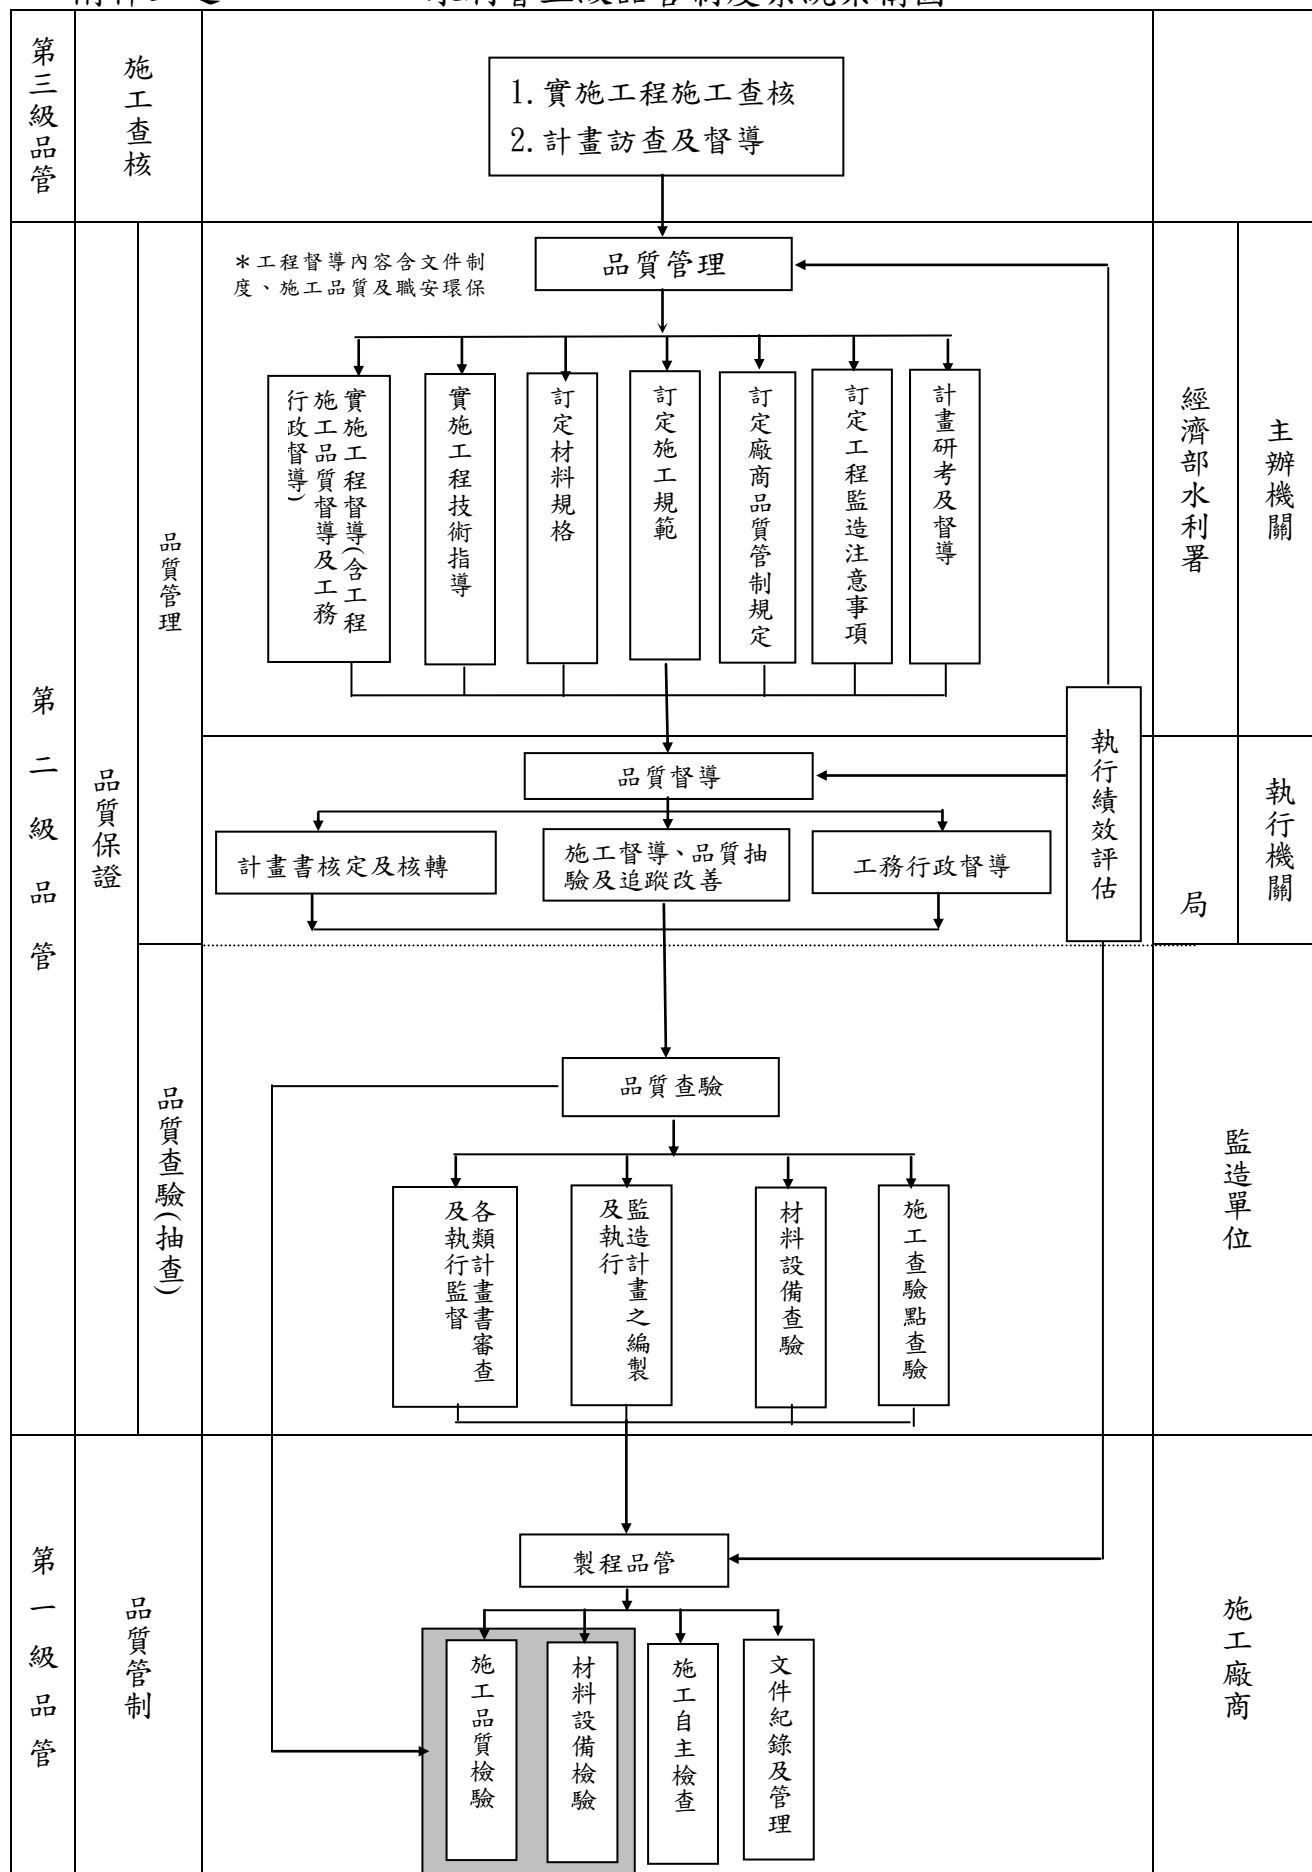 水利署三級品管制度系統架構圖
第三級品管
施工查核
1.實施工程施工查核
2.計畫訪查及督導
第二級品管
品質保證
品質管理
品質管理
＊工程督導內容含文件制
度、施工品質及職安環保
實施工程督導(含工程
施工品質督導及工務
行政督導)
實施工程技術指導
訂定材料規格
訂定施工規範
訂定廠商品質管制規定
訂定工程監造注意事項
計畫研考及督導
經濟部水利署
主辦機關
品質督導
計畫書核定及核轉
施工督導、品質抽
驗及追蹤改善
工務行政督導
執行績效評估
局
執行機關
品質查驗(抽查)
品質查驗
各類計畫書審查
及執行監督
監造計畫之編製
及執行
材料設備查驗
施工查驗點查驗
監造單位
第一級品管
品質管制
製程品管
施工品質檢驗
材料設備檢驗
施工自主檢查
文件紀錄及管理
施工廠商